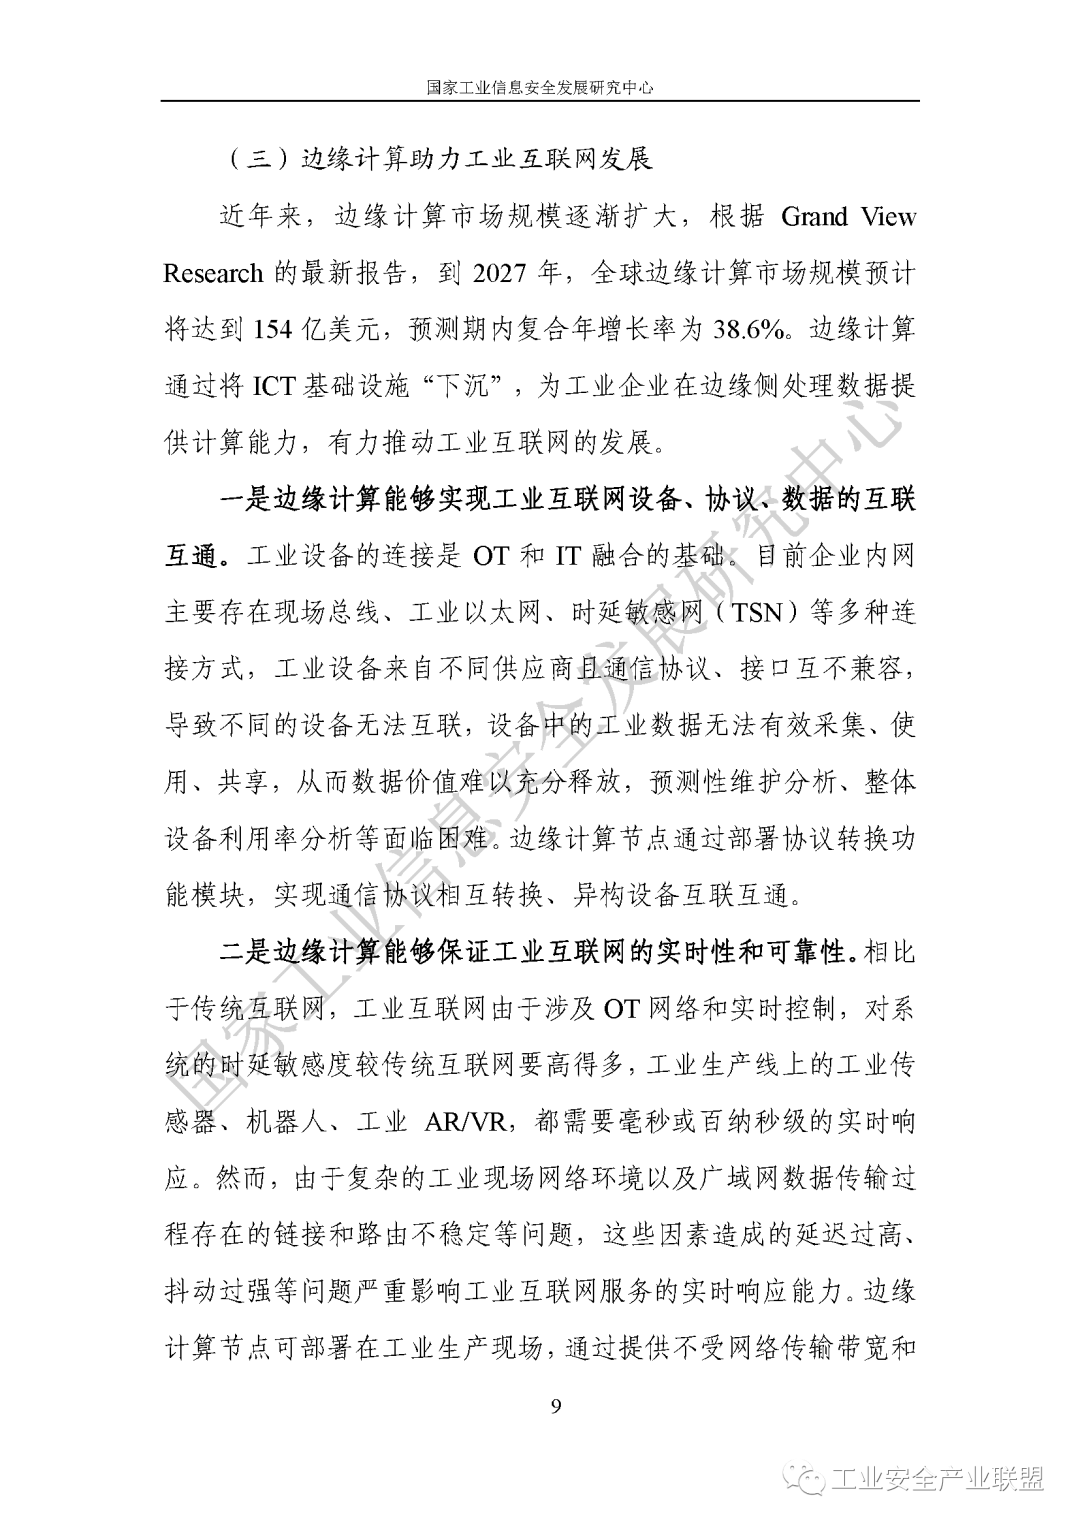 国家工业信息安全发展研究中心
（三）边缘计算助力工业互联网发展
近年来，边缘计算市场规模逐渐扩大，根据 Grand View
Research 的最新报告，到 2027 年，全球边缘计算市场规模预计
将达到 154 亿美元，预测期内复合年增长率为 38.6%。边缘计算
通过将 ICT 基础设施“下沉”，为工业企业在边缘侧处理数据提
供计算能力，有力推动工业互联网的发展。
一是边缘计算能够实现工业互联网设备、协议、数据的互联
互通。工业设备的连接是 OT 和 IT 融合的基础。目前企业内网
主要存在现场总线、工业以太网、时延敏感网（TSN）等多种连
接方式，工业设备来自不同供应商且通信协议、接口互不兼容，
导致不同的设备无法互联，设备中的工业数据无法有效采集、使
用、共享，从而数据价值难以充分释放，预测性维护分析、整体
设备利用率分析等面临困难。边缘计算节点通过部署协议转换功
能模块，实现通信协议相互转换、异构设备互联互通。
二是边缘计算能够保证工业互联网的实时性和可靠性。相比
于传统互联网，工业互联网由于涉及 OT 网络和实时控制，对系
统的时延敏感度较传统互联网要高得多，工业生产线上的工业传
感器、机器人、工业 AR/VR，都需要毫秒或百纳秒级的实时响
应。然而，由于复杂的工业现场网络环境以及广域网数据传输过
程存在的链接和路由不稳定等问题，这些因素造成的延迟过高、
抖动过强等问题严重影响工业互联网服务的实时响应能力。边缘
计算节点可部署在工业生产现场，通过提供不受网络传输带宽和
国家工业信息安全发展研究中心
9
工业安全产业联盟